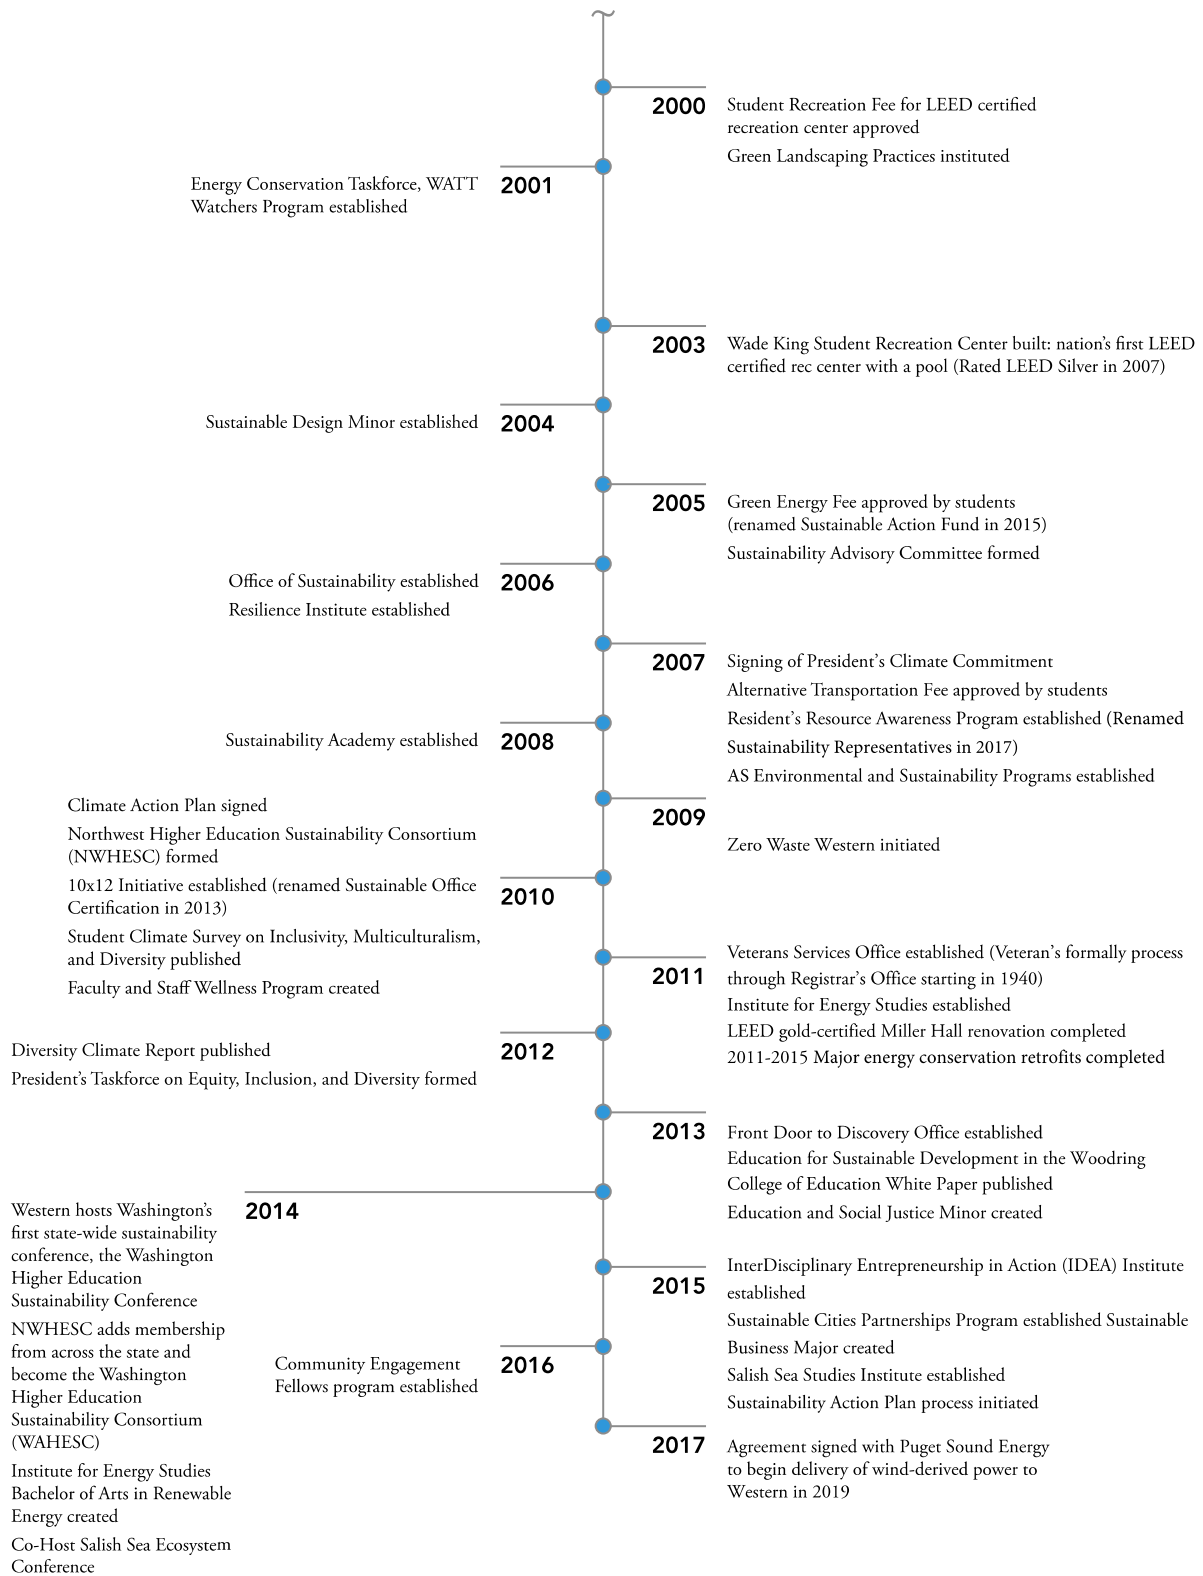 2000
Student Recreation Fee for LEED certified
recreation center approved
Green Landscaping Practices instituted
2001
Energy Conservation Taskforce, WATT
Watchers Program established
2003
Wade King Student Recreation Center built: nation's first LEED
certified rec center with a pool (Rated LEED Silver in 2007)
2004
Sustainable Design Minor established
2005
Green Energy Fee approved by students
(renamed Sustainable Action Fund in 2015)
Sustainability Advisory Committee formed
2006
Office of Sustainability established
Resilience Institute established
2007
Signing of President's Climate Commitment
Alternative Transportation Fee approved by students
Resident's Resource Awareness Program established (Renamed
Sustainability Representatives in 2017)
AS Environmental and Sustainability Programs established
2008
Sustainability Academy established
2009
Zero Waste Western initiated
2010
Climate Action Plan signed
Northwest Higher Education Sustainability Consortium
(NWHESC) formed
10x12 Initiative established (renamed Sustainable Office
Certification in 2013)
Student Climate Survey on Inclusivity, Multiculturalism,
and Diversity published
Faculty and Staff Wellness Program created
2011
Veterans Services Office established (Veteran's formally process
through Registrar's Office starting in 1940)
Institute for Energy Studies established
LEED gold-certified Miller Hall renovation completed
2011-2015 Major energy conservation retrofits completed
2012
Diversity Climate Report published
President's Taskforce on Equity, Inclusion, and Diversity formed
2013
Front Door to Discovery Office established
Education for Sustainable Development in the Woodring
College of Education White Paper published
Education and Social Justice Minor created
2014
Western hosts Washington's
first state-wide sustainability
conference, the Washington
Higher Education
Sustainability Conference
NWHESC adds membership
from across the state and
become the Washington
Higher Education
Sustainability Consortium
(WAHESC)
Institute for Energy Studies
Bachelor of Arts in Renewable
Energy created
Co-Host Salish Sea Ecosystem
Conference
2015
InterDisciplinary Entrepreneurship in Action (IDEA) Institute
established
Sustainable Cities Partnerships Program established Sustainable
Business Major created
Salish Sea Studies Institute established
Sustainability Action Plan process initiated
2016
Community Engagement
Fellows program established
2017
Agreement signed with Puget Sound Energy
to begin delivery of wind-derived power to
Western in 2019